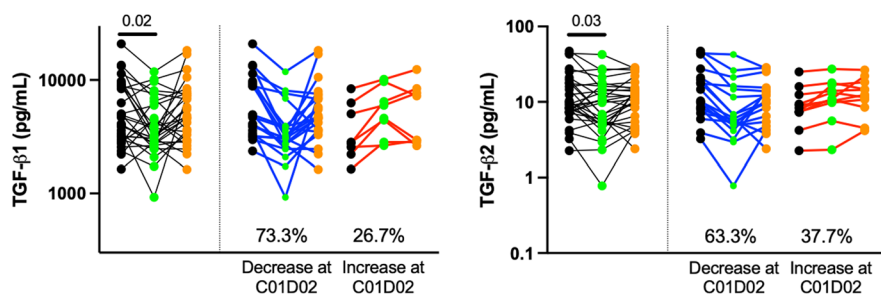 0.02
TGF-β1 (pg/mL)
10000
1000
73.3%
26.7%
Decrease at
C01D02
Increase at
C01D02
0.03
TGF-β2 (pg/mL)
100
10
1
0.1
63.3%
37.7%
Decrease at
C01D02
Increase at
C01D02